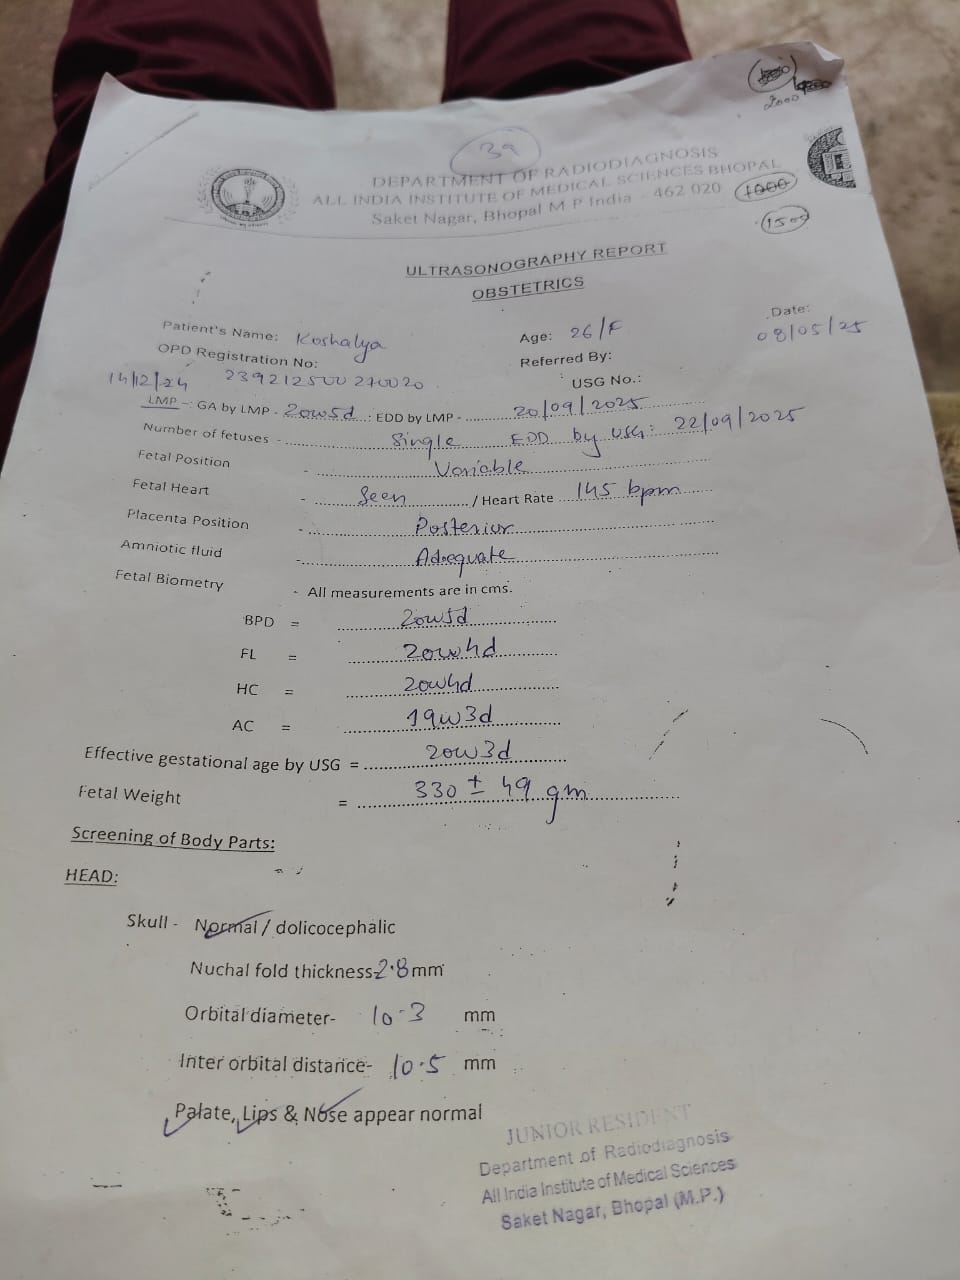 2000
39
DEPARTMENT OF RADIODIAGNOSIS
ALL INDIA INSTITUTE OF MEDICAL SCIENCES BHOPAL
Saket Nagar, Bhopal M P India - 462 020
1000
1500
ULTRASONOGRAPHY REPORT
OBSTETRICS
Patient's Name: Koshalya Age: 26/F Date: 08/05/25
OPD Registration No: Referred By:
14/12/24 239212500270020 USG No.:
LMP - GA by LMP - 20w5d : EDD by LMP - 20/09/2025
Number of fetuses - Single EDD by USG: 22/09/2025
Fetal Position - Variable
Fetal Heart - Seen / Heart Rate 145 bpm
Placenta Position - Posterior
Amniotic fluid - Adequate
Fetal Biometry - All measurements are in cms.
BPD = 20w5d
FL = 20w4d
HC = 20w4d
AC = 19w3d
Effective gestational age by USG = 20w3d
Fetal Weight = 330 ± 49 gm
Screening of Body Parts:
HEAD:
Skull - Normal / dolicocephalic
Nuchal fold thickness-2.8mm
Orbital diameter- 10.3 mm
Inter orbital distance- 10.5 mm
Palate, Lips & Nose appear normal
JUNIOR RESIDENT
Department of Radiodiagnosis
All India Institute of Medical Sciences
Saket Nagar, Bhopal (M.P.)